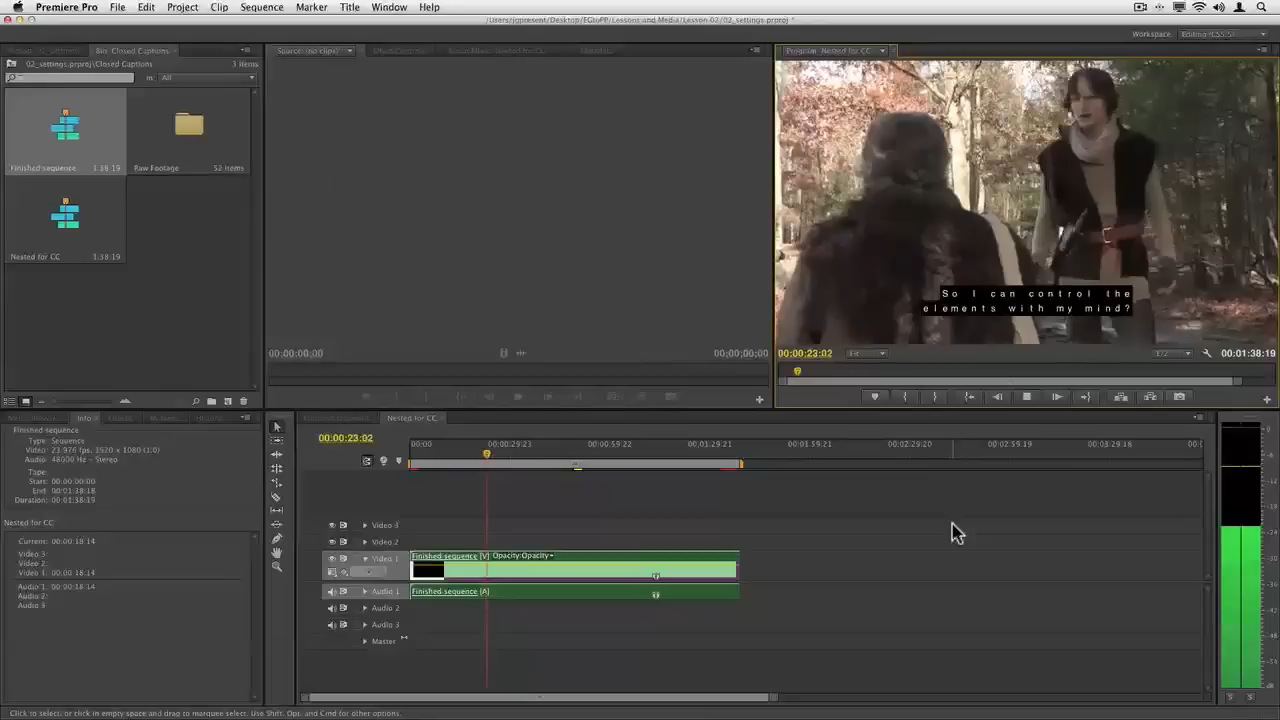 Premiere Pro File Edit Project Clip Sequence Marker Title Window Help
/Users/jgpresent/Desktop/EGtoPP/Lessons and Media/Lesson 02/02_settings.prproj *
Workspace: Editing (CS5.5)
Bin: Closed Captions
Source: (no clips)
Metadata
Program: Nested for CC
02_settings.prproj\Closed Captions 3 Items
In: All
Finished sequence 1:38:19
Raw Footage 52 Items
Nested for CC 1:38:19
So I can control the
elements with my mind?
00;00;00;00
00;00;00;00
00:00:23:02
Fit
1/2
00:01:38:19
Info
History
Finished sequence
Type: Sequence
Video: 23.976 fps, 1920 x 1080 (1.0)
Audio: 48000 Hz - Stereo
Tape:
Start: 00:00:00:00
End: 00:01:38:18
Duration: 00:01:38:19
Nested for CC
Current: 00:00:18:14
Video 3:
Video 2:
Video 1: 00:00:18:14
Audio 1: 00:00:18:14
Audio 2:
Audio 3:
Nested for CC
00:00:23:02
00:00 00:00:29:23 00:00:59:22 00:01:29:21 00:01:59:21 00:02:29:20 00:02:59:19 00:03:29:18
Video 3
Video 2
Video 1
Finished sequence [V] Opacity:Opacity
Audio 1
Finished sequence [A]
Audio 2
Audio 3
Master
S S
Click to select, or click in empty space and drag to marquee select. Use Shift, Opt, and Cmd for other options.